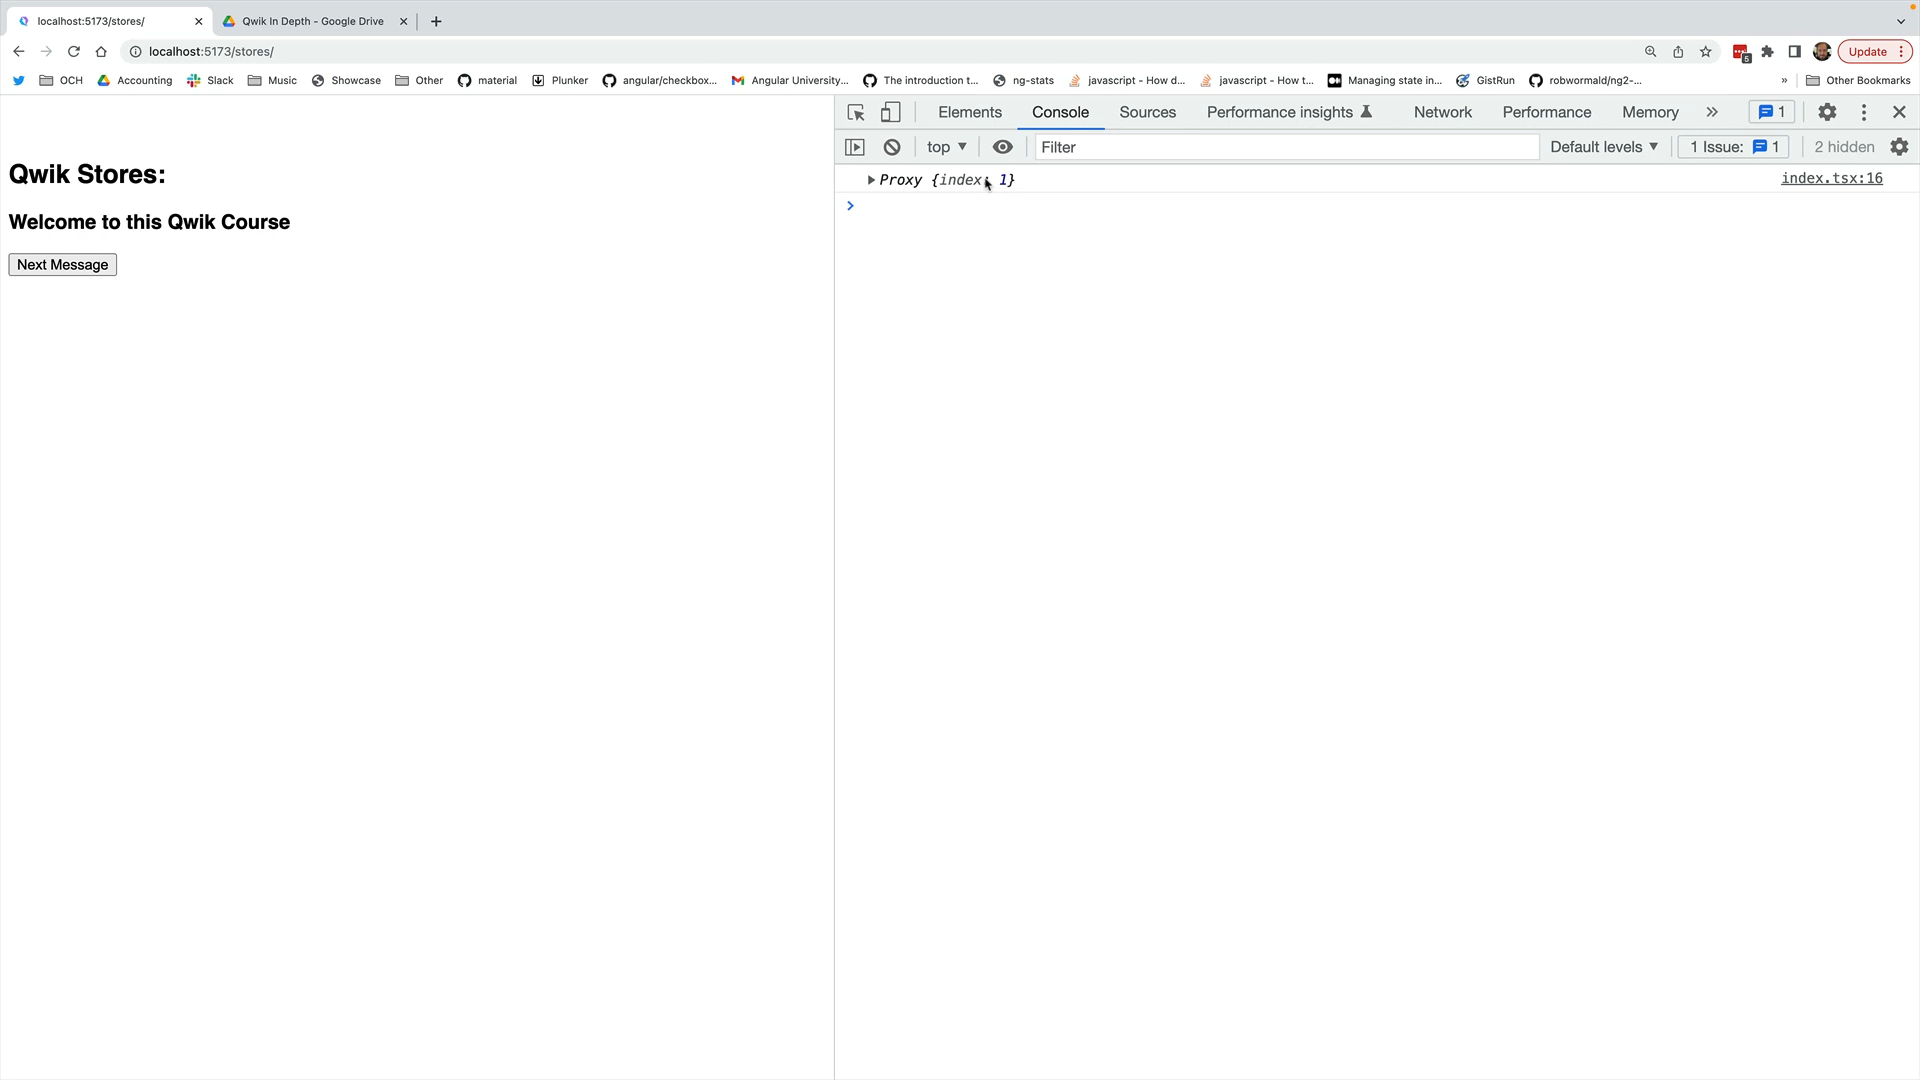 localhost:5173/stores/
Qwik In Depth - Google Drive
localhost:5173/stores/
5
Update
OCH
Accounting
Slack
Music
Showcase
Other
material
Plunker
angular/checkbox...
Angular University...
The introduction t...
ng-stats
javascript - How d...
javascript - How t...
Managing state in...
GistRun
robwormald/ng2-...
»
Other Bookmarks
Elements
Console
Sources
Performance insights
Network
Performance
Memory
»
1
top
Filter
Default levels
1 Issue: 1
2 hidden
Proxy {index: 1}
index.tsx:16
>
Qwik Stores:
Welcome to this Qwik Course
Next Message